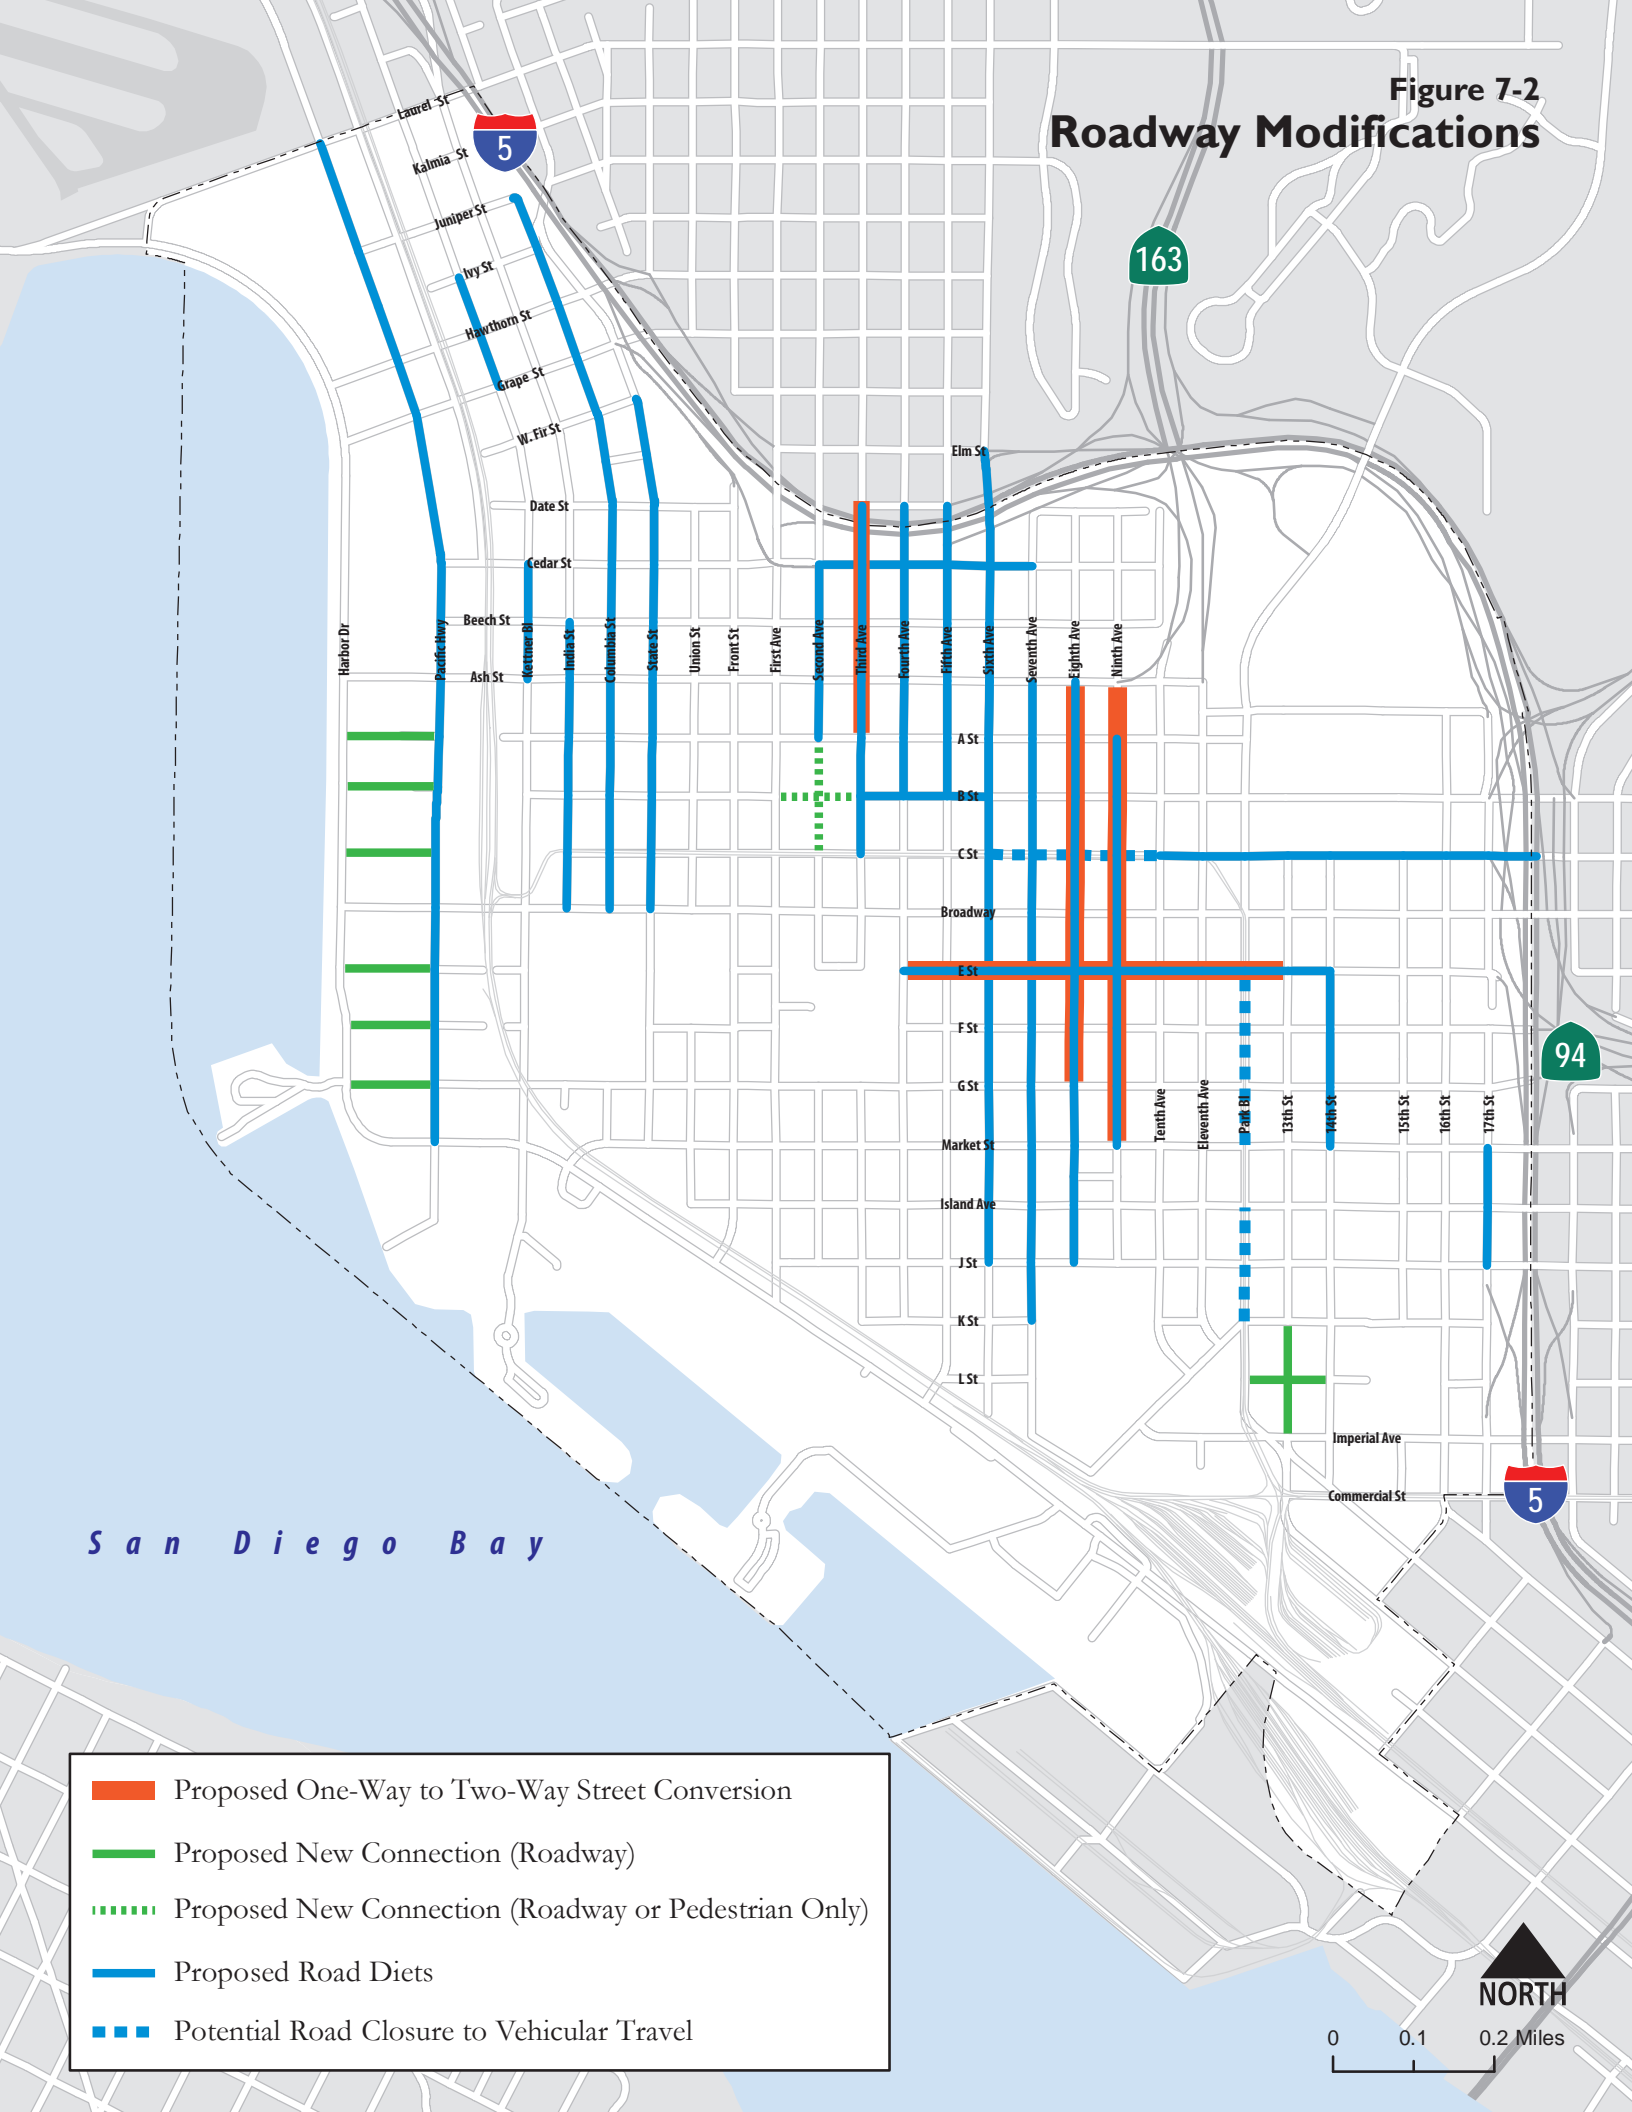 Figure 7-2
Roadway Modifications
Laurel St
5
Kalmia St
Juniper St
163
Ivy St
Hawthorn St
Grape St
W. Fir St
Elm St
Date St
Cedar St
Beech St
Ash St
Harbor Dr
Pacific Hwy
Kettner Bl
India St
Columbia St
State St
Union St
Front St
First Ave
Second Ave
Third Ave
Fourth Ave
Fifth Ave
Sixth Ave
Seventh Ave
Eighth Ave
Ninth Ave
A St
B St
C St
Broadway
E St
F St
94
G St
Tenth Ave
Eleventh Ave
Park Bl
13th St
14th St
15th St
16th St
17th St
Market St
Island Ave
J St
K St
L St
Imperial Ave
Commercial St
5
San Diego Bay
Proposed One-Way to Two-Way Street Conversion
Proposed New Connection (Roadway)
Proposed New Connection (Roadway or Pedestrian Only)
Proposed Road Diets
Potential Road Closure to Vehicular Travel
NORTH
0 0.1 0.2 Miles